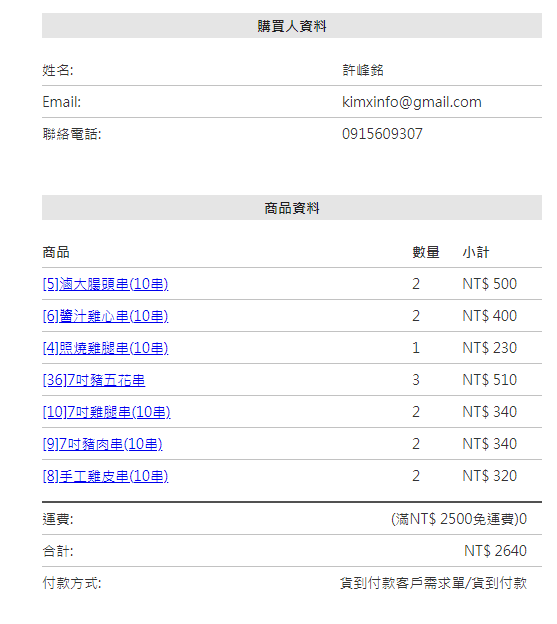 購買人資料
姓名: 許峰銘
Email: kimxinfo@gmail.com
聯絡電話: 0915609307
商品資料
商品 數量 小計
[5]滷大腸頭串(10串) 2 NT$ 500
[6]醬汁雞心串(10串) 2 NT$ 400
[4]照燒雞腿串(10串) 1 NT$ 230
[36]7吋豬五花串 3 NT$ 510
[10]7吋雞腿串(10串) 2 NT$ 340
[9]7吋豬肉串(10串) 2 NT$ 340
[8]手工雞皮串(10串) 2 NT$ 320
運費: (滿NT$ 2500免運費)0
合計: NT$ 2640
付款方式: 貨到付款客戶需求單/貨到付款